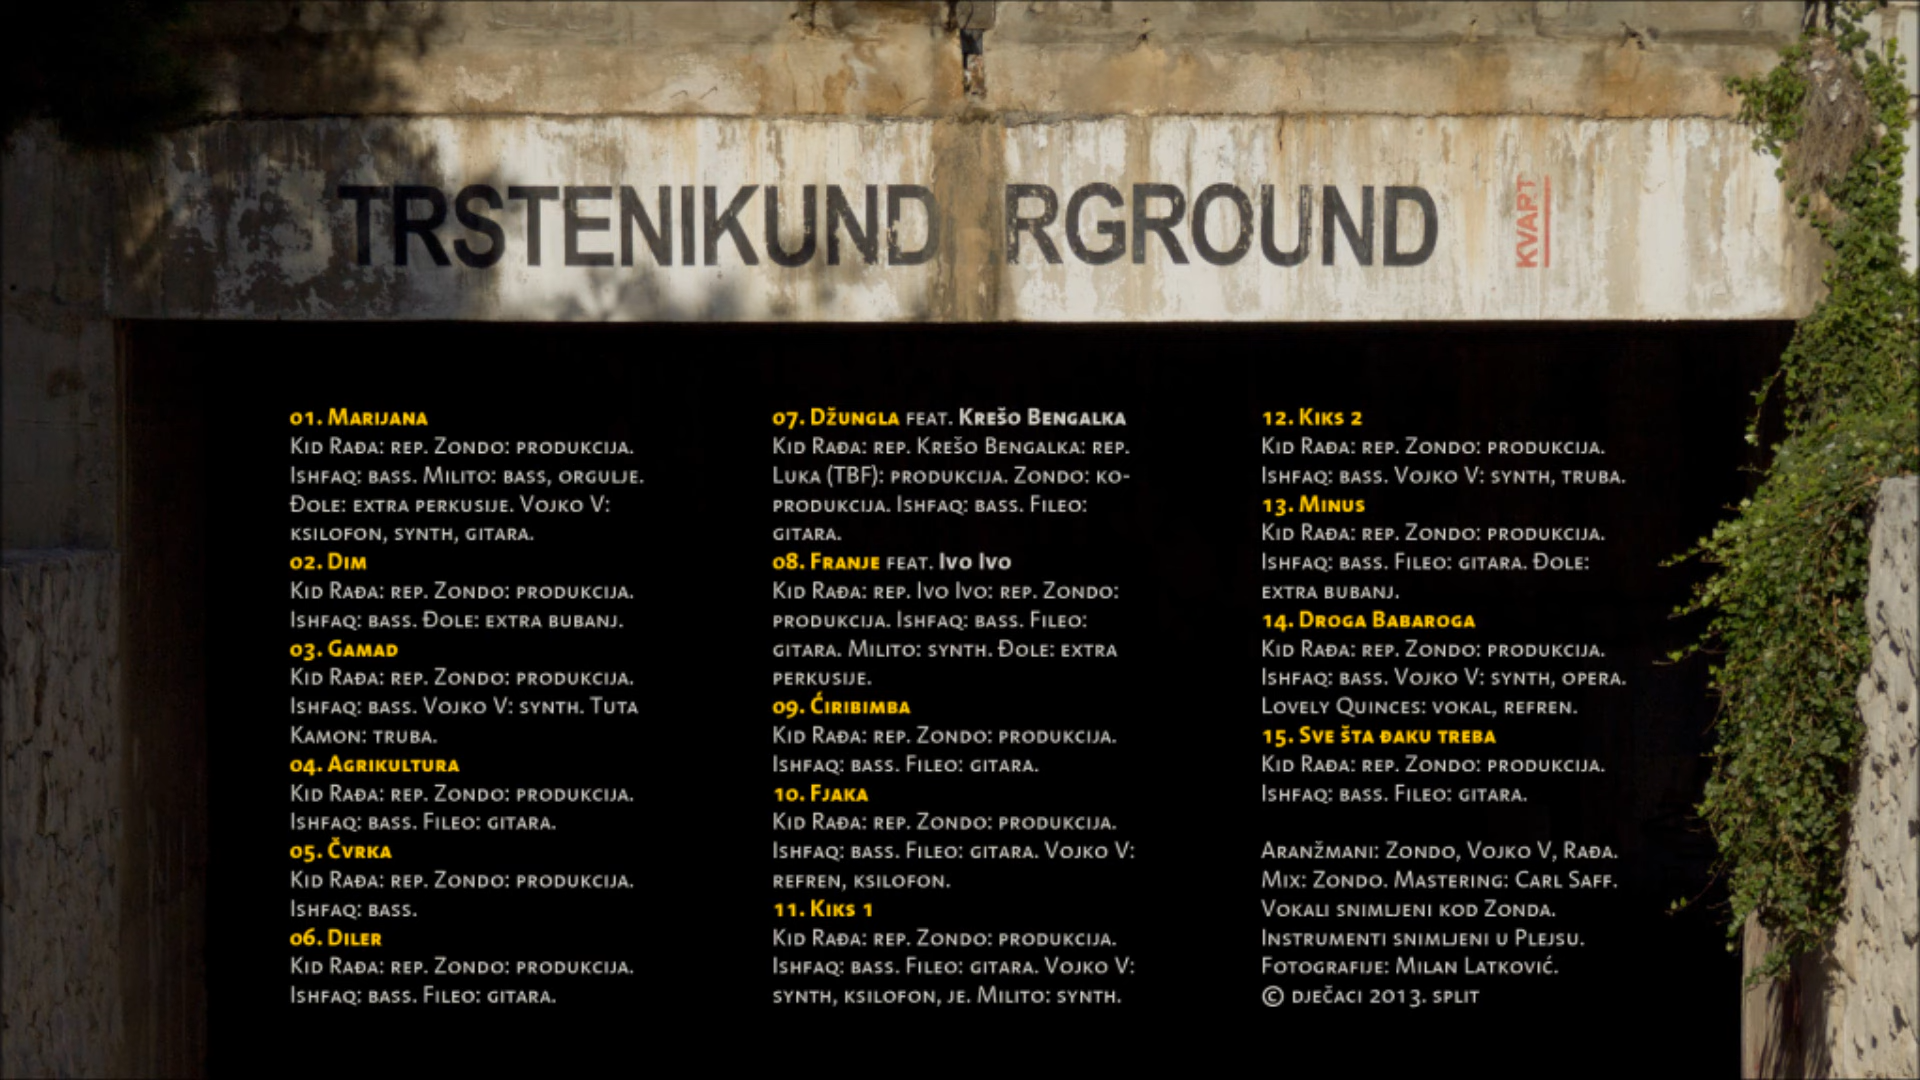 TRSTENIKUND RGROUND
KVART
01. Marijana
Kid Rađa: rep. Zondo: produkcija.
Ishfaq: bass. Milito: bass, orgulje.
Đole: extra perkusije. Vojko V:
ksilofon, synth, gitara.
02. Dim
Kid Rađa: rep. Zondo: produkcija.
Ishfaq: bass. Đole: extra bubanj.
03. Gamad
Kid Rađa: rep. Zondo: produkcija.
Ishfaq: bass. Vojko V: synth. Tuta
Kamon: truba.
04. Agrikultura
Kid Rađa: rep. Zondo: produkcija.
Ishfaq: bass. Fileo: gitara.
05. Čvrka
Kid Rađa: rep. Zondo: produkcija.
Ishfaq: bass.
06. Diler
Kid Rađa: rep. Zondo: produkcija.
Ishfaq: bass. Fileo: gitara.
07. Džungla feat. Krešo Bengalka
Kid Rađa: rep. Krešo Bengalka: rep.
Luka (TBF): produkcija. Zondo: ko-
produkcija. Ishfaq: bass. Fileo:
gitara.
08. Franje feat. Ivo Ivo
Kid Rađa: rep. Ivo Ivo: rep. Zondo:
produkcija. Ishfaq: bass. Fileo:
gitara. Milito: synth. Đole: extra
perkusije.
09. Ćiribimba
Kid Rađa: rep. Zondo: produkcija.
Ishfaq: bass. Fileo: gitara.
10. Fjaka
Kid Rađa: rep. Zondo: produkcija.
Ishfaq: bass. Fileo: gitara. Vojko V:
refren, ksilofon.
11. Kiks 1
Kid Rađa: rep. Zondo: produkcija.
Ishfaq: bass. Fileo: gitara. Vojko V:
synth, ksilofon, je. Milito: synth.
12. Kiks 2
Kid Rađa: rep. Zondo: produkcija.
Ishfaq: bass. Vojko V: synth, truba.
13. Minus
Kid Rađa: rep. Zondo: produkcija.
Ishfaq: bass. Fileo: gitara. Đole:
extra bubanj.
14. Droga Babaroga
Kid Rađa: rep. Zondo: produkcija.
Ishfaq: bass. Vojko V: synth, opera.
Lovely Quinces: vokal, refren.
15. Sve šta đaku treba
Kid Rađa: rep. Zondo: produkcija.
Ishfaq: bass. Fileo: gitara.
Aranžmani: Zondo, Vojko V, Rađa.
Mix: Zondo. Mastering: Carl Saff.
Vokali snimljeni kod Zonda.
Instrumenti snimljeni u Plejsu.
Fotografije: Milan Latković.
© dječaci 2013. split